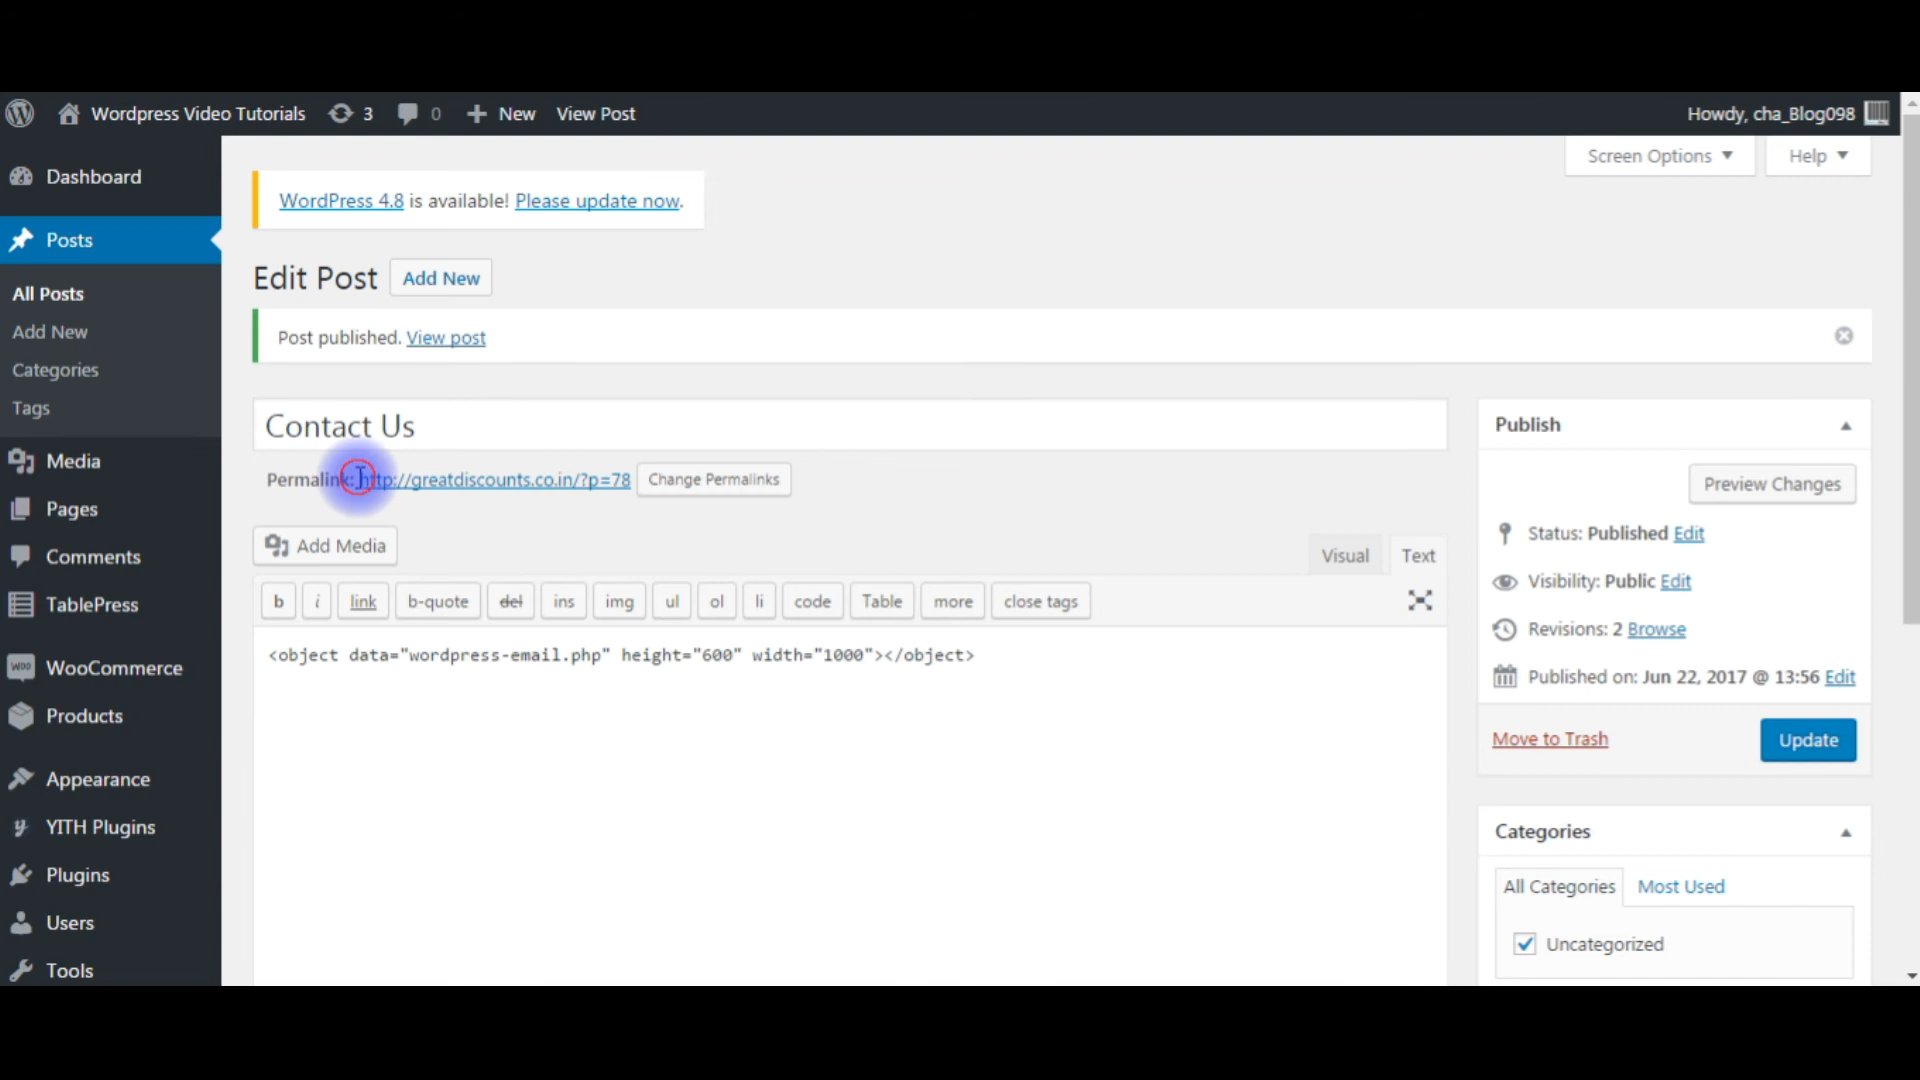 Wordpress Video Tutorials 3 0 New View Post Howdy, cha_Blog098
Screen Options Help
Dashboard
Posts
All Posts
Add New
Categories
Tags
Media
Pages
Comments
TablePress
WooCommerce
Products
Appearance
YITH Plugins
Plugins
Users
Tools
WordPress 4.8 is available! Please update now.
Edit Post Add New
Post published. View post
Contact Us
Permalink: http://greatdiscounts.co.in/?p=78 Change Permalinks
Add Media
Visual Text
b i link b-quote del ins img ul ol li code Table more close tags
<object data="wordpress-email.php" height="600" width="1000"></object>
Publish
Preview Changes
Status: Published Edit
Visibility: Public Edit
Revisions: 2 Browse
Published on: Jun 22, 2017 @ 13:56 Edit
Move to Trash Update
Categories
All Categories Most Used
Uncategorized